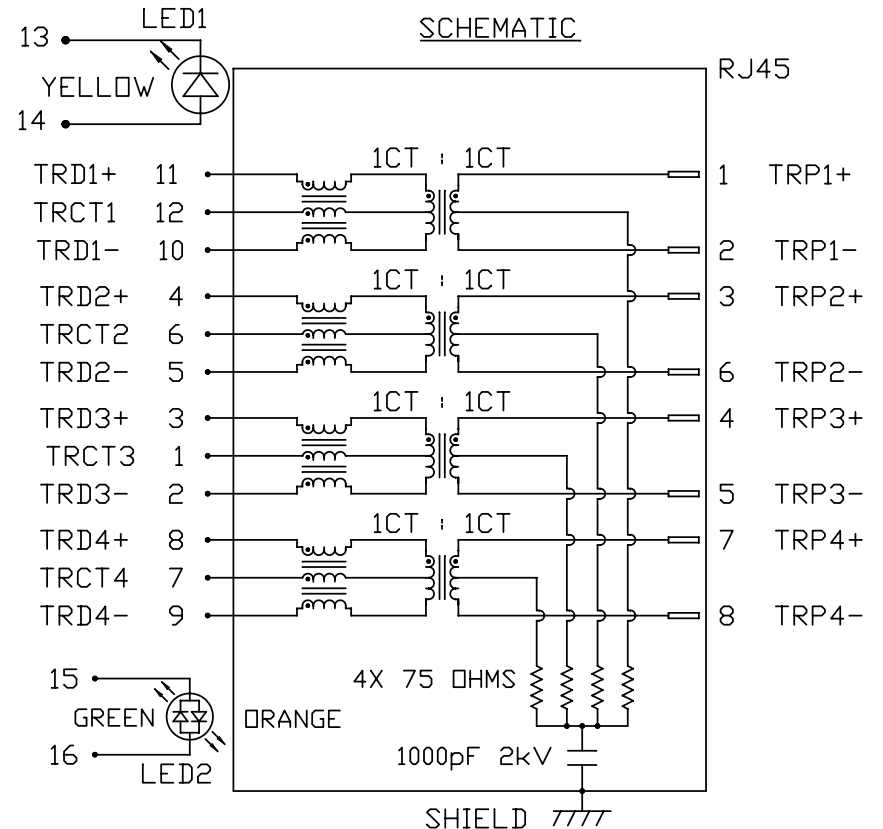 SCHEMATIC
LED1
13
YELLOW
14
RJ45
1CT : 1CT
TRD1+ 11 1 TRP1+
TRCT1 12
TRD1- 10 2 TRP1-
1CT : 1CT
TRD2+ 4 3 TRP2+
TRCT2 6
TRD2- 5 6 TRP2-
1CT : 1CT
TRD3+ 3 4 TRP3+
TRCT3 1
TRD3- 2 5 TRP3-
1CT : 1CT
TRD4+ 8 7 TRP4+
TRCT4 7
TRD4- 9 8 TRP4-
15 4X 75 OHMS
GREEN ORANGE
16 1000pF 2kV
LED2
SHIELD